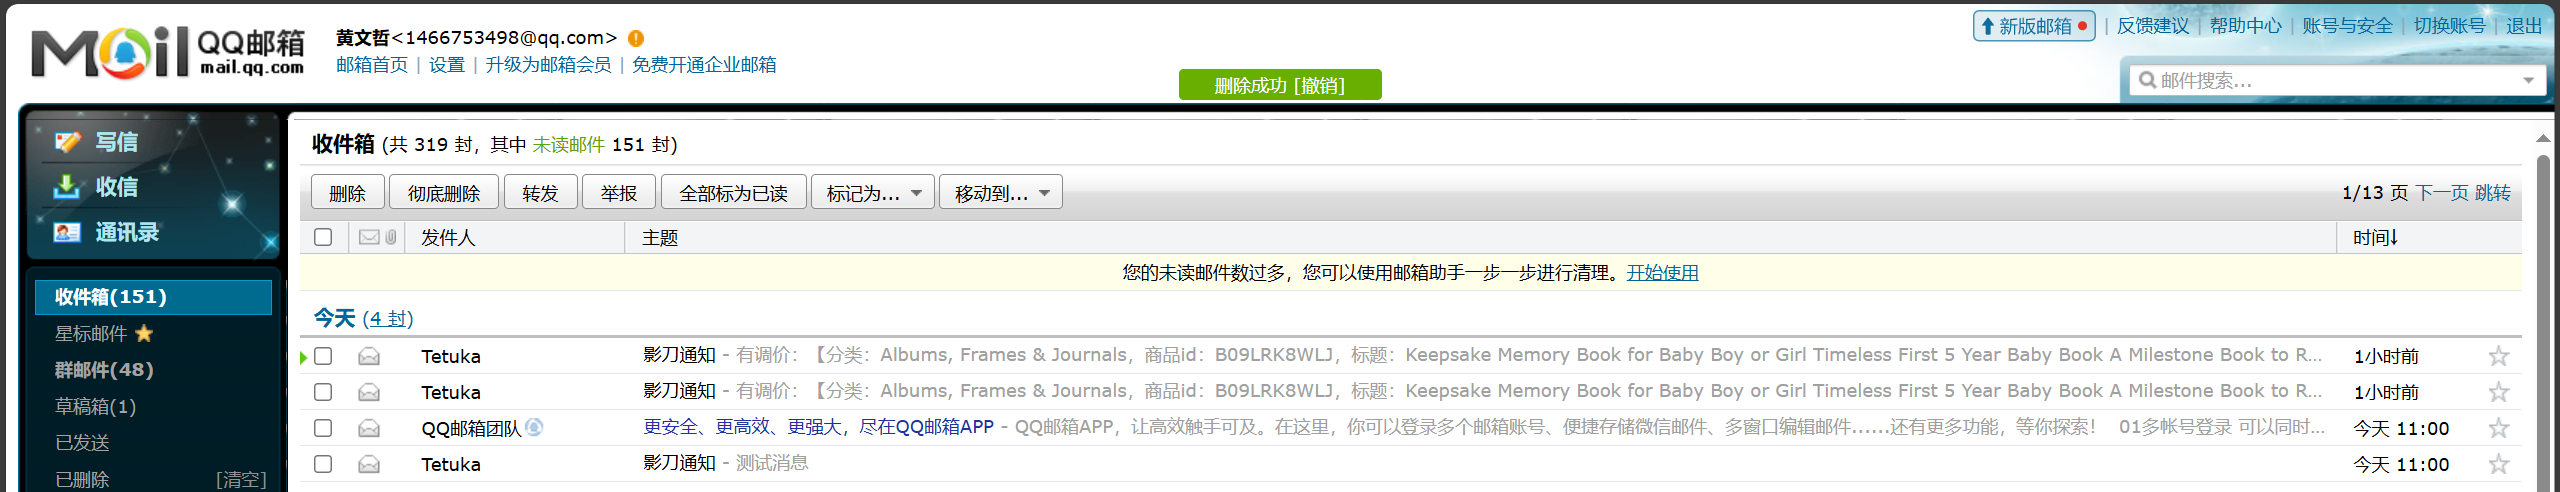 Mail QQ邮箱 mail.qq.com
黄文哲<1466753498@qq.com>
邮箱首页 | 设置 | 升级为邮箱会员 | 免费开通企业邮箱
新版邮箱 | 反馈建议 | 帮助中心 | 账号与安全 | 切换账号 | 退出
删除成功 [撤销]
邮件搜索...
写信
收信
通讯录
收件箱(151)
星标邮件
群邮件(48)
草稿箱(1)
已发送
已删除 [清空]
收件箱 (共 319 封，其中 未读邮件 151 封)
删除 彻底删除 转发 举报 全部标为已读 标记为... 移动到... 1/13 页 下一页 跳转
发件人 主题 时间↓
您的未读邮件数过多，您可以使用邮箱助手一步一步进行清理。开始使用
今天 (4 封)
Tetuka 影刀通知 - 有调价：【分类：Albums, Frames & Journals，商品id：B09LRK8WLJ，标题：Keepsake Memory Book for Baby Boy or Girl Timeless First 5 Year Baby Book A Milestone Book to R... 1小时前
Tetuka 影刀通知 - 有调价：【分类：Albums, Frames & Journals，商品id：B09LRK8WLJ，标题：Keepsake Memory Book for Baby Boy or Girl Timeless First 5 Year Baby Book A Milestone Book to R... 1小时前
QQ邮箱团队 更安全、更高效、更强大，尽在QQ邮箱APP - QQ邮箱APP，让高效触手可及。在这里，你可以登录多个邮箱账号、便捷存储微信邮件、多窗口编辑邮件......还有更多功能，等你探索！ 01多帐号登录 可以同时... 今天 11:00
Tetuka 影刀通知 - 测试消息 今天 11:00